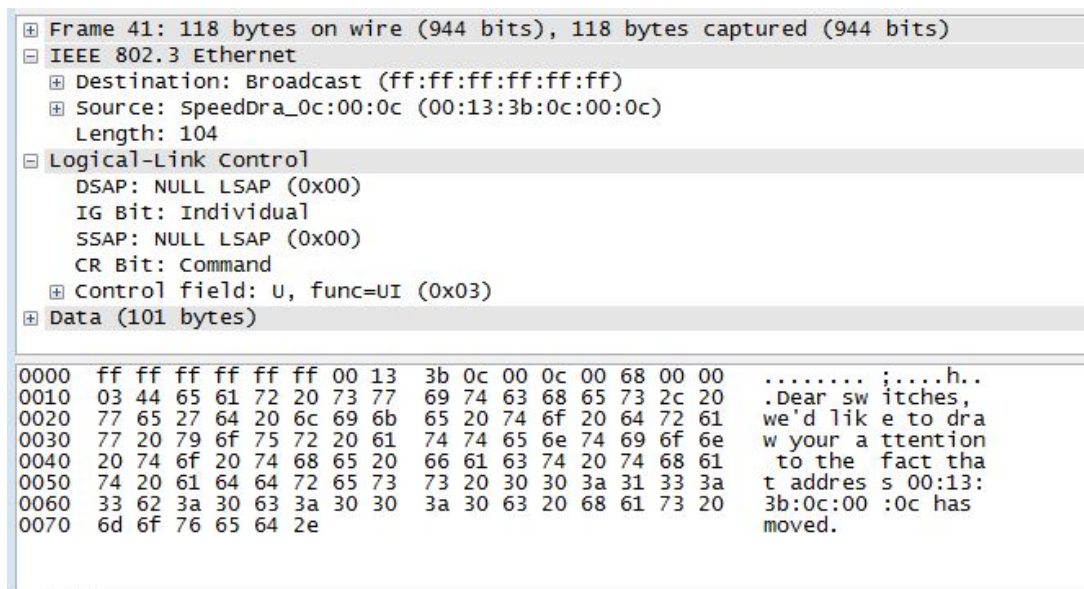 Frame 41: 118 bytes on wire (944 bits), 118 bytes captured (944 bits)
IEEE 802.3 Ethernet
Destination: Broadcast (ff:ff:ff:ff:ff:ff)
Source: SpeedDra_0c:00:0c (00:13:3b:0c:00:0c)
Length: 104
Logical-Link Control
DSAP: NULL LSAP (0x00)
IG Bit: Individual
SSAP: NULL LSAP (0x00)
CR Bit: Command
Control field: U, func=UI (0x03)
Data (101 bytes)
0000 ff ff ff ff ff ff 00 13 3b 0c 00 0c 00 68 00 00 ........ ;....h..
0010 03 44 65 61 72 20 73 77 69 74 63 68 65 73 2c 20 .Dear sw itches,
0020 77 65 27 64 20 6c 69 6b 65 20 74 6f 20 64 72 61 we'd lik e to dra
0030 77 20 79 6f 75 72 20 61 74 74 65 6e 74 69 6f 6e w your a ttention
0040 20 74 6f 20 74 68 65 20 66 61 63 74 20 74 68 61 to the fact tha
0050 74 20 61 64 64 72 65 73 73 20 30 30 3a 31 33 3a t addres s 00:13:
0060 33 62 3a 30 63 3a 30 30 3a 30 63 20 68 61 73 20 3b:0c:00 :0c has
0070 6d 6f 76 65 64 2e moved.